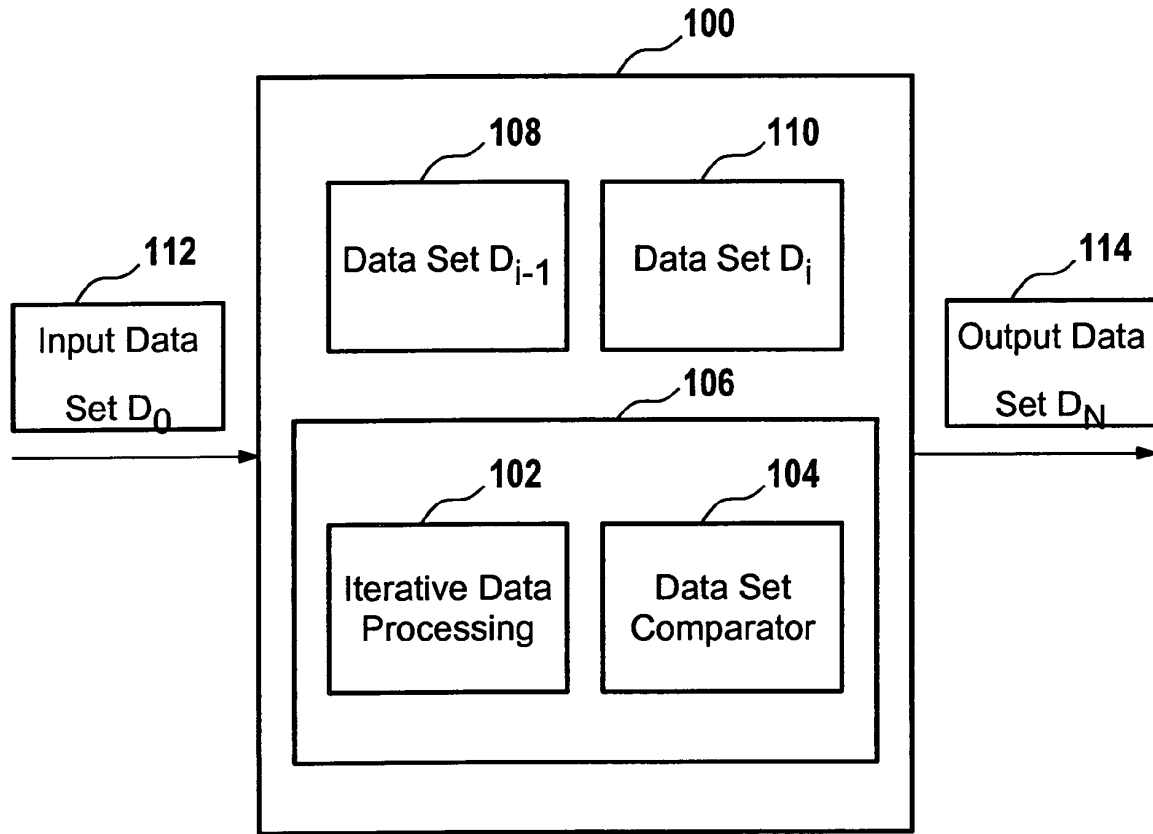 100
108
110
Data Set D_{i-1}
Data Set D_i
112
Input Data
Set D_0
114
Output Data
Set D_N
106
102
104
Iterative Data
Processing
Data Set
Comparator